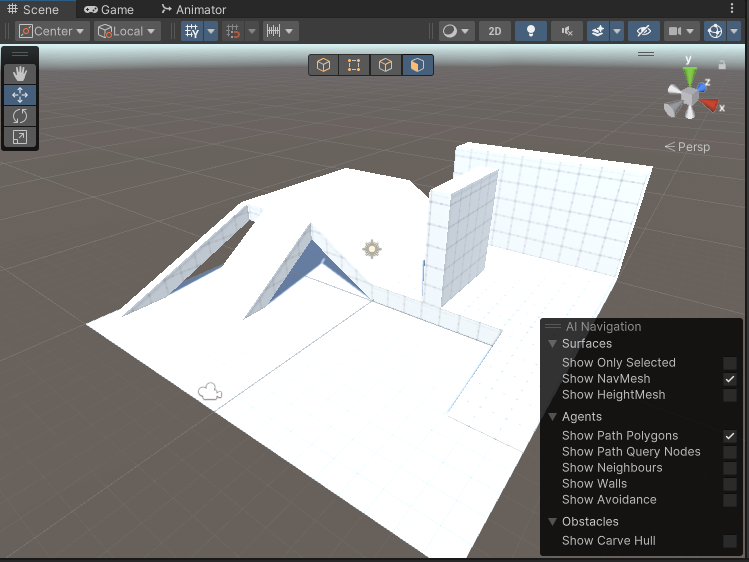 Scene Game Animator
Center Local 2D
y
z
x
Persp
AI Navigation
Surfaces
Show Only Selected
Show NavMesh
Show HeightMesh
Agents
Show Path Polygons
Show Path Query Nodes
Show Neighbours
Show Walls
Show Avoidance
Obstacles
Show Carve Hull